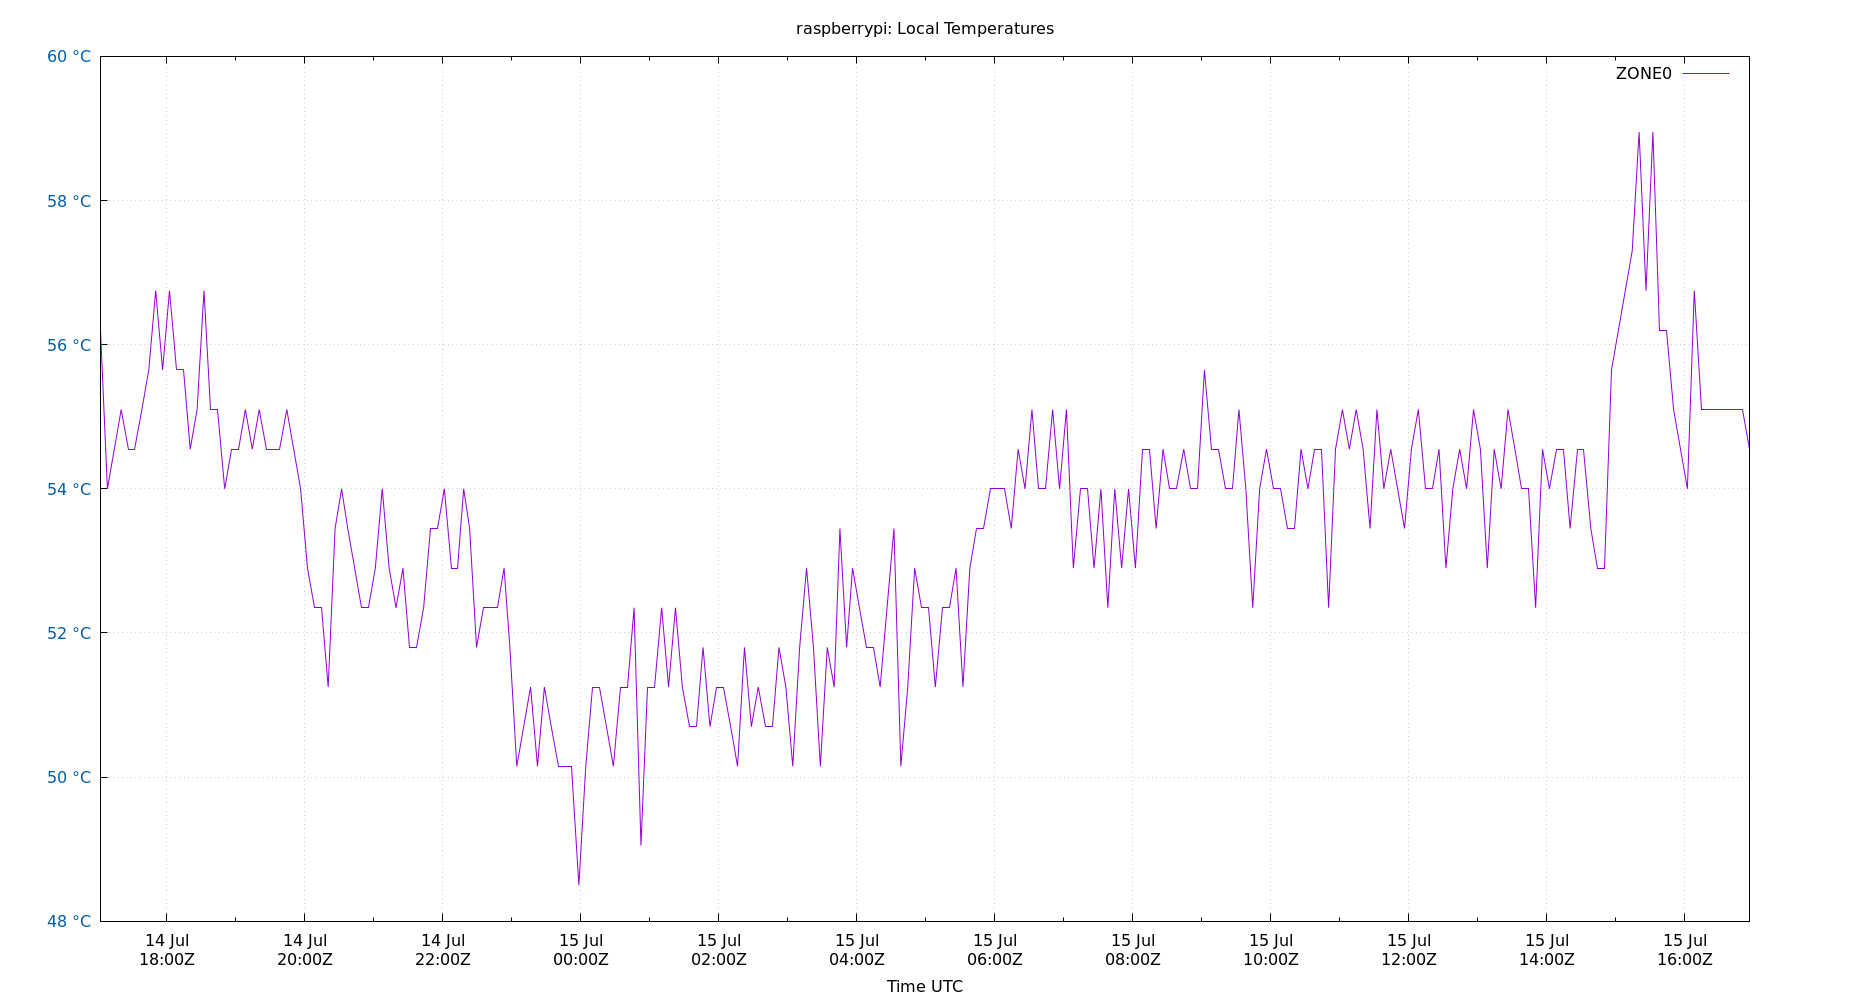 raspberrypi: Local Temperatures
60 °C
ZONE0
58 °C
56 °C
54 °C
52 °C
50 °C
48 °C
14 Jul 14 Jul 14 Jul 15 Jul 15 Jul 15 Jul 15 Jul 15 Jul 15 Jul 15 Jul 15 Jul 15 Jul
18:00Z 20:00Z 22:00Z 00:00Z 02:00Z 04:00Z 06:00Z 08:00Z 10:00Z 12:00Z 14:00Z 16:00Z
Time UTC